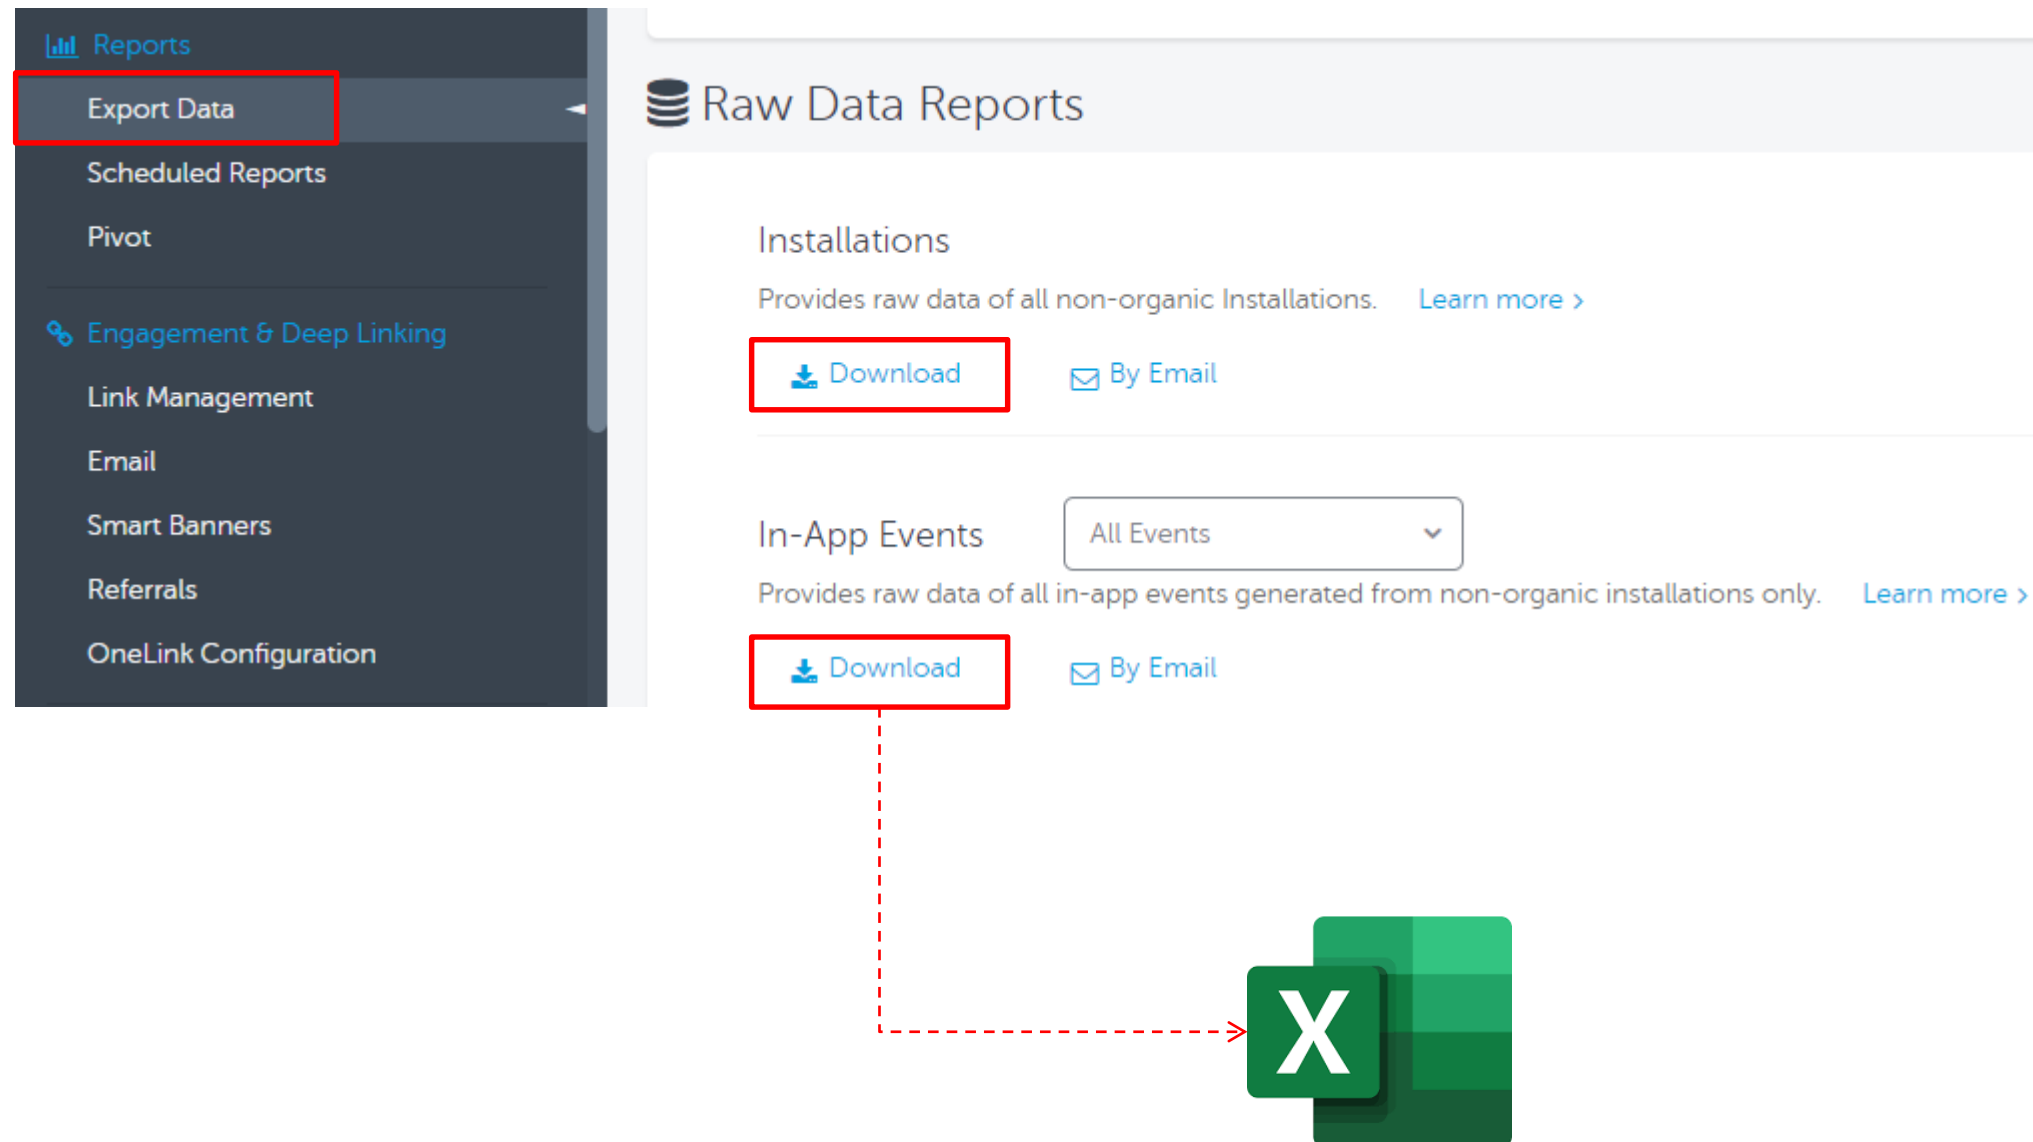 Reports
Export Data
Scheduled Reports
Pivot
Engagement & Deep Linking
Link Management
Email
Smart Banners
Referrals
OneLink Configuration
Raw Data Reports
Installations
Provides raw data of all non-organic Installations. Learn more >
Download By Email
In-App Events All Events
Provides raw data of all in-app events generated from non-organic installations only. Learn more >
Download By Email
X